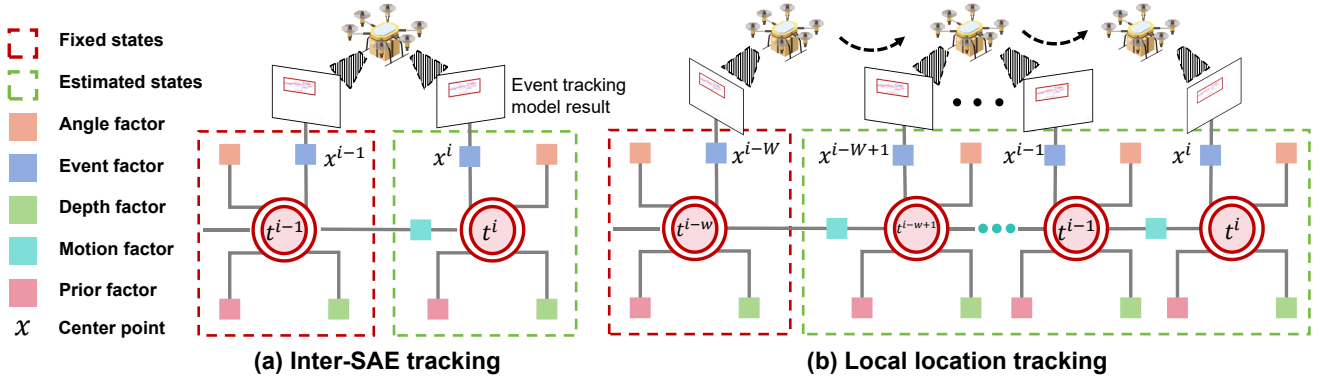 Fixed states
Estimated states
Angle factor
Event factor
Depth factor
Motion factor
Prior factor
x Center point
Event tracking
model result
x^{i-1}
x^i
t^{i-1}
t^i
(a) Inter-SAE tracking
x^{i-W}
x^{i-W+1}
x^{i-1}
x^i
t^{i-w}
t^{i-w+1}
t^{i-1}
t^i
(b) Local location tracking